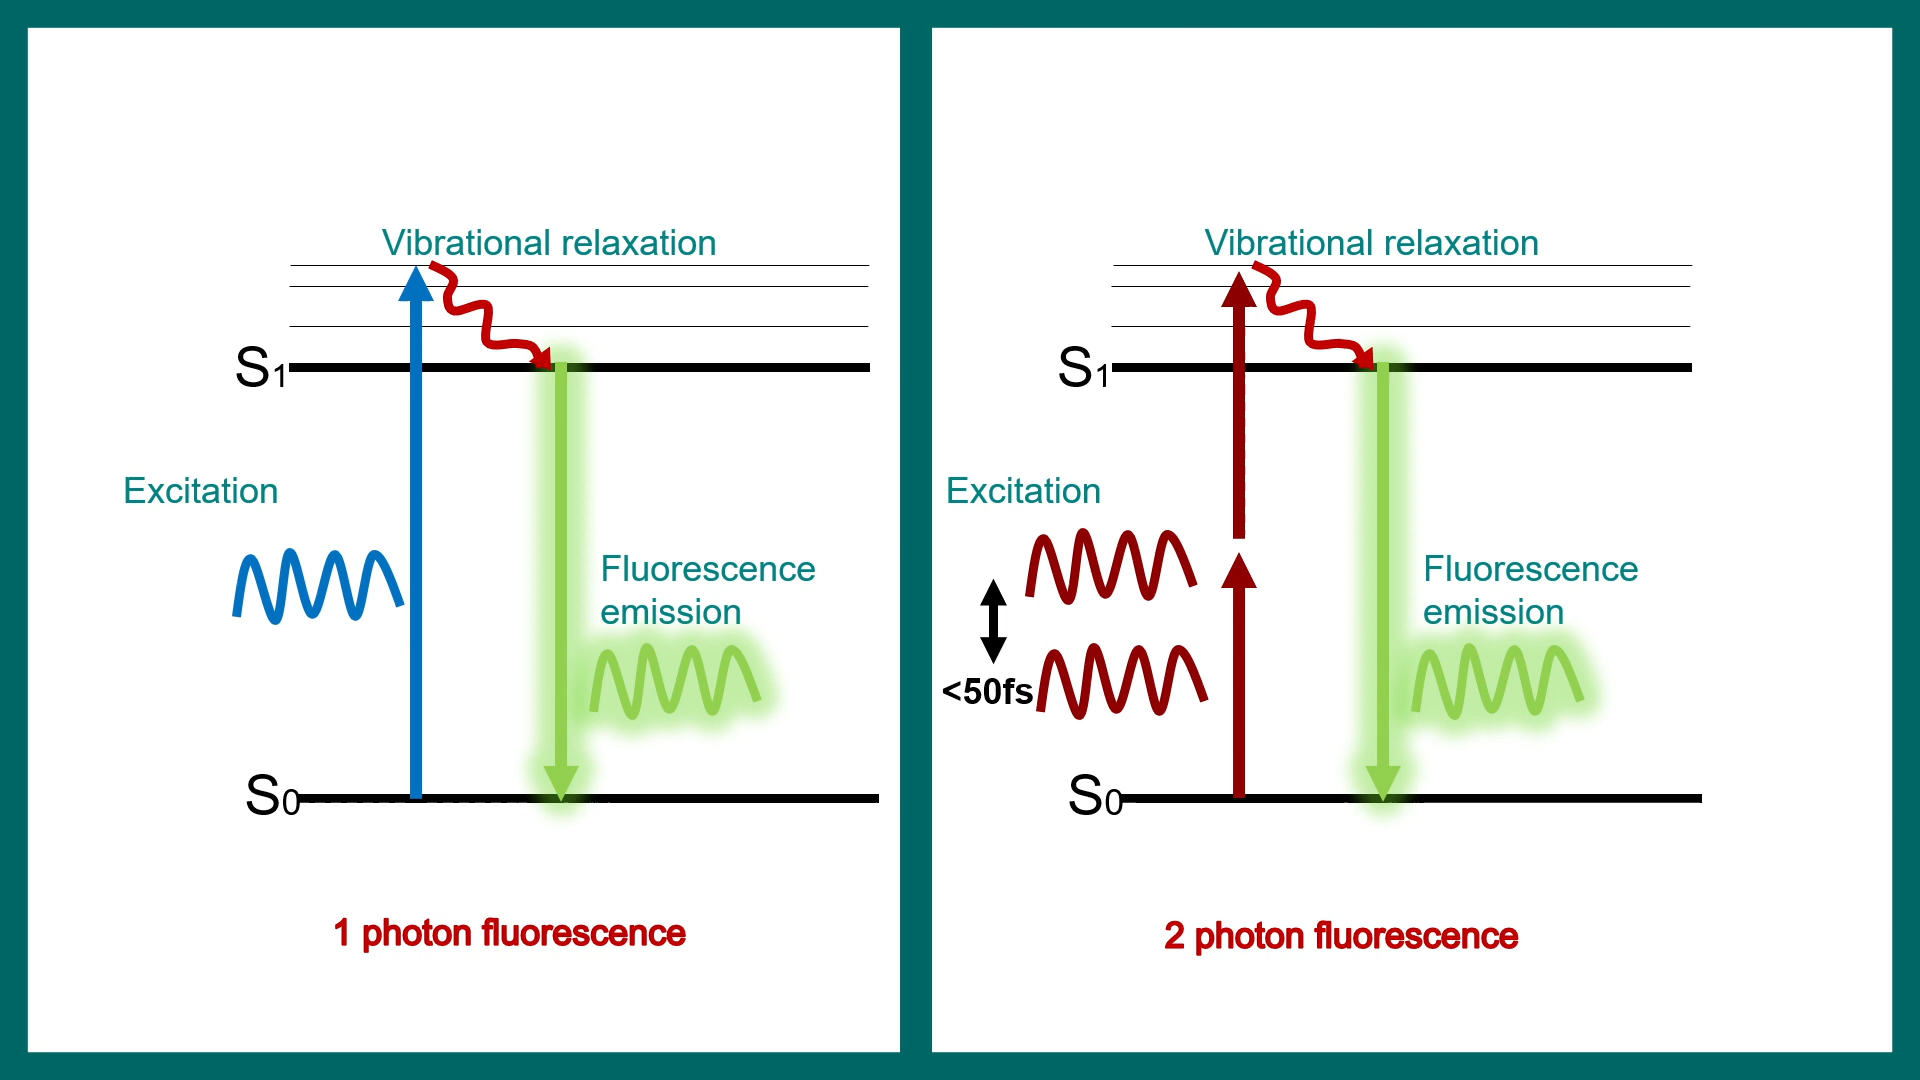 Vibrational relaxation
S1
Excitation
Fluorescence
emission
S0
1 photon fluorescence
Vibrational relaxation
S1
Excitation
Fluorescence
emission
<50fs
S0
2 photon fluorescence